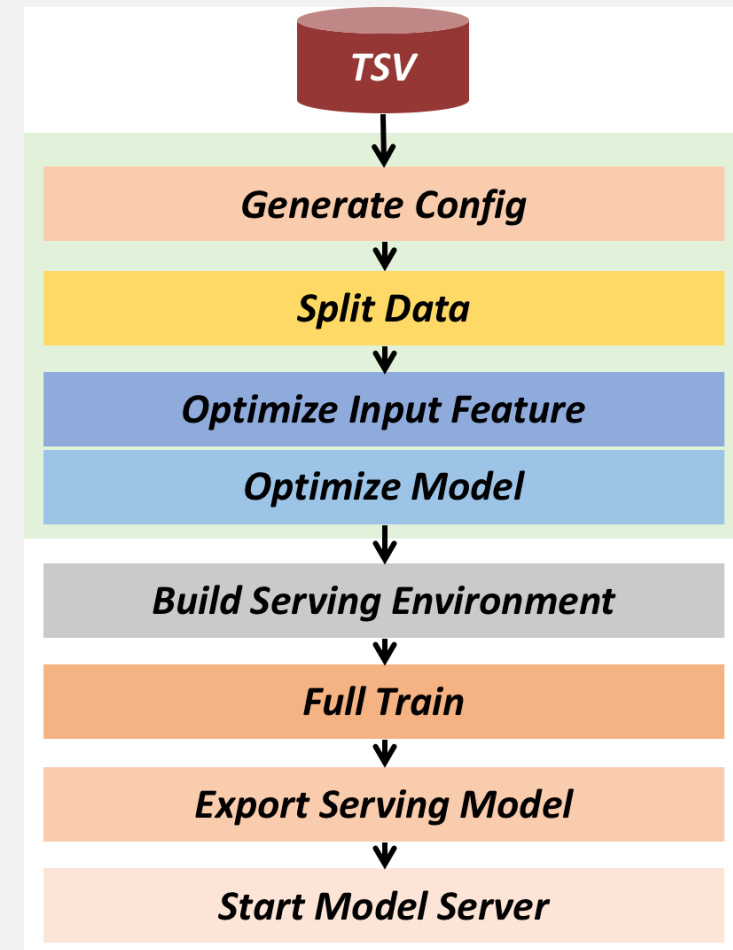 TSV
Generate Config
Split Data
Optimize Input Feature
Optimize Model
Build Serving Environment
Full Train
Export Serving Model
Start Model Server